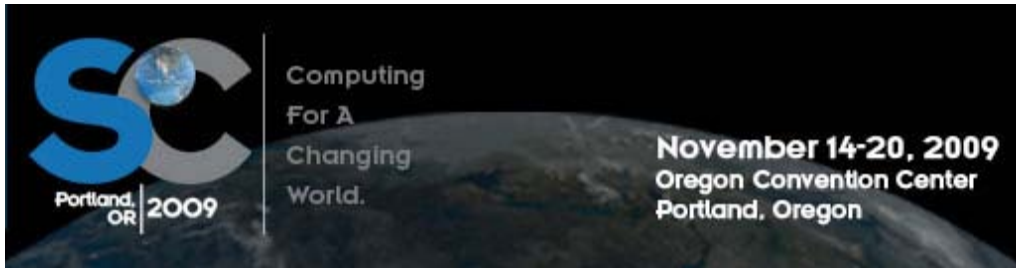 SC
Portland, OR
2009
Computing
For A
Changing
World.
November 14-20, 2009
Oregon Convention Center
Portland, Oregon